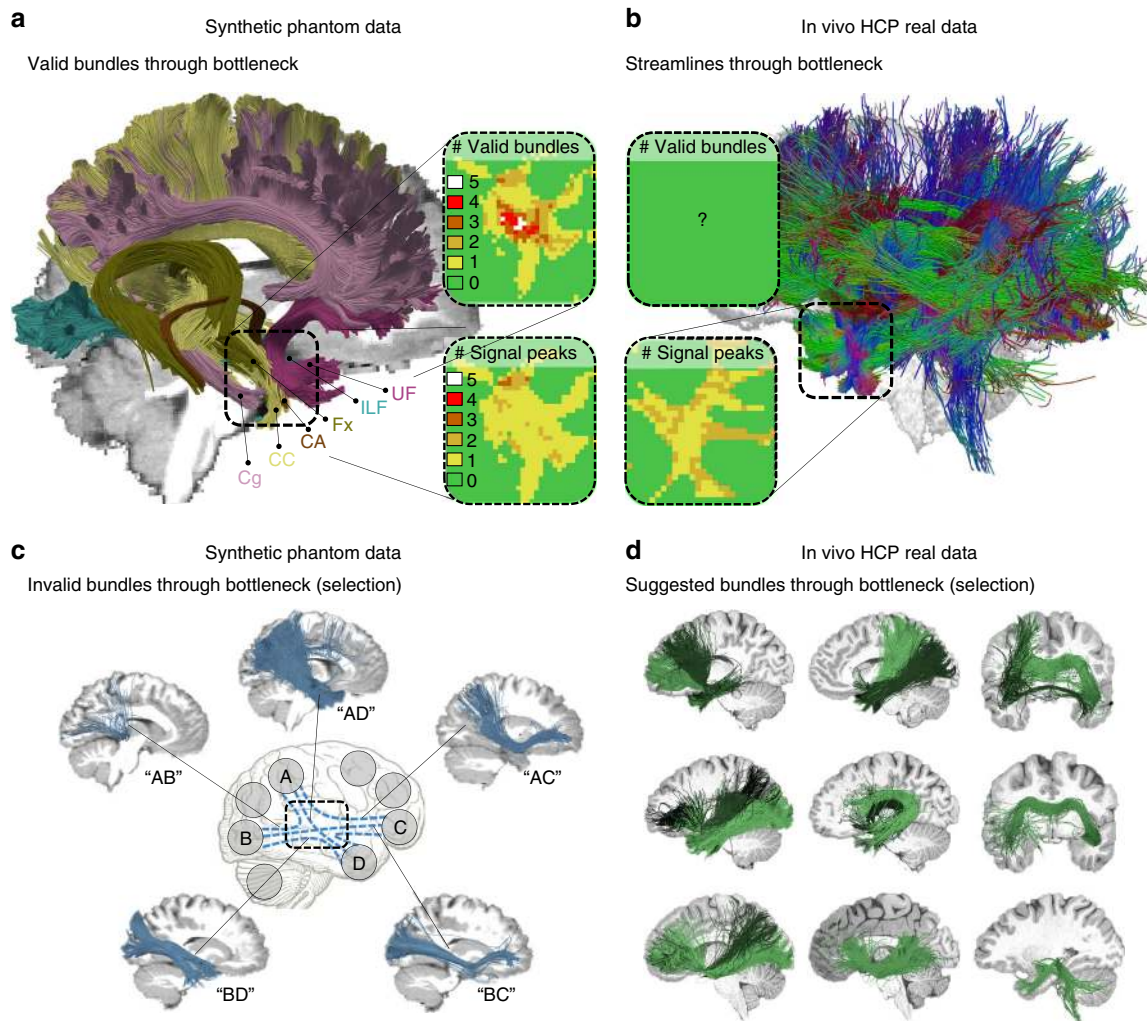 a
Synthetic phantom data
Valid bundles through bottleneck
# Valid bundles
5
4
3
2
1
0
# Signal peaks
5
4
3
2
1
0
UF
ILF
Fx
CA
CC
Cg
b
In vivo HCP real data
Streamlines through bottleneck
# Valid bundles
?
# Signal peaks
c
Synthetic phantom data
Invalid bundles through bottleneck (selection)
"AD"
"AB"
"AC"
A
B
C
D
"BD"
"BC"
d
In vivo HCP real data
Suggested bundles through bottleneck (selection)